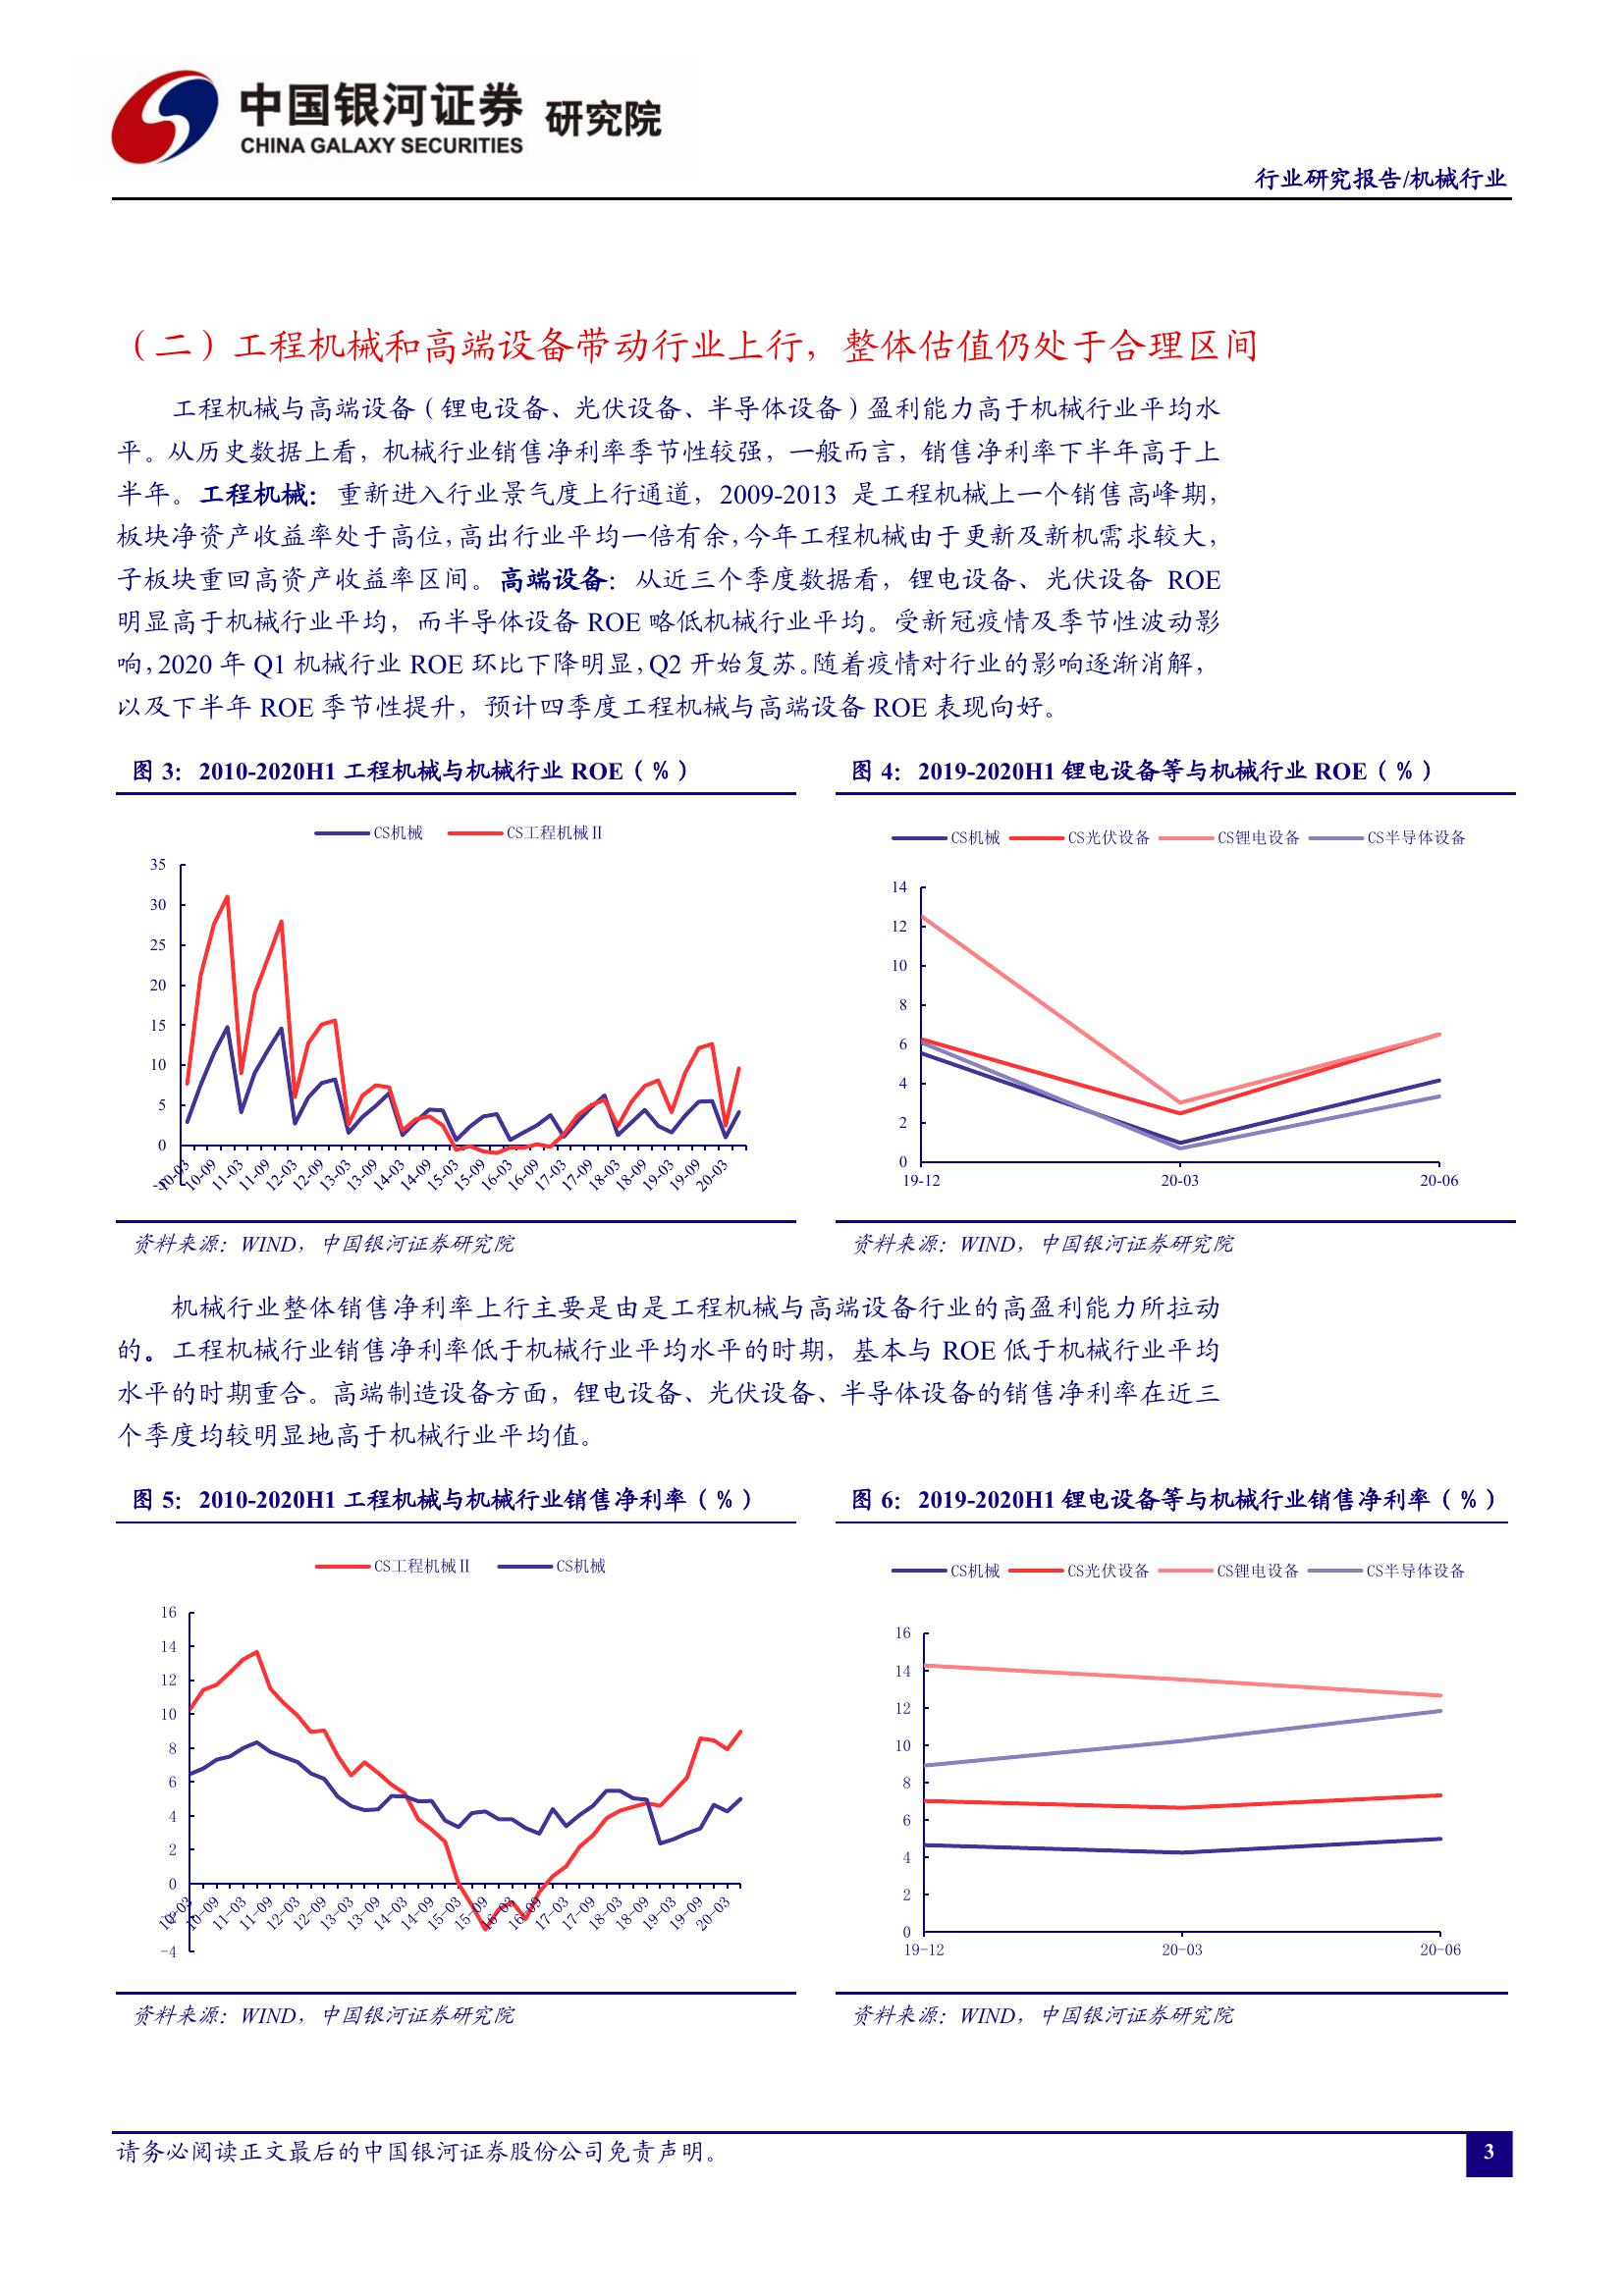 中国银河证券 研究院
CHINA GALAXY SECURITIES
行业研究报告/机械行业
（二）工程机械和高端设备带动行业上行，整体估值仍处于合理区间
工程机械与高端设备（锂电设备、光伏设备、半导体设备）盈利能力高于机械行业平均水
平。从历史数据上看，机械行业销售净利率季节性较强，一般而言，销售净利率下半年高于上
半年。工程机械：重新进入行业景气度上行通道，2009-2013 是工程机械上一个销售高峰期，
板块净资产收益率处于高位，高出行业平均一倍有余，今年工程机械由于更新及新机需求较大，
子板块重回高资产收益率区间。高端设备：从近三个季度数据看，锂电设备、光伏设备 ROE
明显高于机械行业平均，而半导体设备 ROE 略低机械行业平均。受新冠疫情及季节性波动影
响，2020 年 Q1 机械行业 ROE 环比下降明显，Q2 开始复苏。随着疫情对行业的影响逐渐消解，
以及下半年 ROE 季节性提升，预计四季度工程机械与高端设备 ROE 表现向好。
图 3：2010-2020H1 工程机械与机械行业 ROE（%）
CS机械 CS工程机械Ⅱ
35
30
25
20
15
10
5
0
-5
10-03 10-09 11-03 11-09 12-03 12-09 13-03 13-09 14-03 14-09 15-03 15-09 16-03 16-09 17-03 17-09 18-03 18-09 19-03 19-09 20-03
资料来源：WIND，中国银河证券研究院
图 4：2019-2020H1 锂电设备等与机械行业 ROE（%）
CS机械 CS光伏设备 CS锂电设备 CS半导体设备
14
12
10
8
6
4
2
0
19-12 20-03 20-06
资料来源：WIND，中国银河证券研究院
机械行业整体销售净利率上行主要是由是工程机械与高端设备行业的高盈利能力所拉动
的。工程机械行业销售净利率低于机械行业平均水平的时期，基本与 ROE 低于机械行业平均
水平的时期重合。高端制造设备方面，锂电设备、光伏设备、半导体设备的销售净利率在近三
个季度均较明显地高于机械行业平均值。
图 5：2010-2020H1 工程机械与机械行业销售净利率（%）
CS工程机械Ⅱ CS机械
16
14
12
10
8
6
4
2
0
-2
-4
10-03 10-09 11-03 11-09 12-03 12-09 13-03 13-09 14-03 14-09 15-03 15-09 16-03 16-09 17-03 17-09 18-03 18-09 19-03 19-09 20-03
资料来源：WIND，中国银河证券研究院
图 6：2019-2020H1 锂电设备等与机械行业销售净利率（%）
CS机械 CS光伏设备 CS锂电设备 CS半导体设备
16
14
12
10
8
6
4
2
0
19-12 20-03 20-06
资料来源：WIND，中国银河证券研究院
请务必阅读正文最后的中国银河证券股份公司免责声明。
3